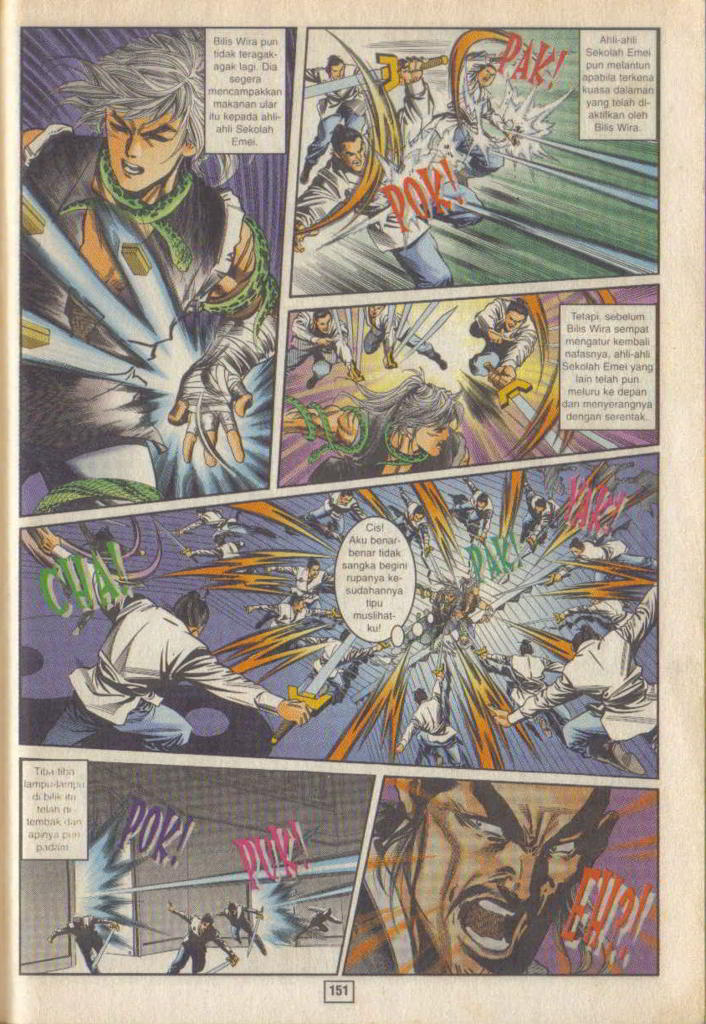 Bilis Wira pun
tidak teragak-
agak lagi. Dia
segera
mencampakkan
makanan ular
itu kepada ahli-
ahli Sekolah
Emei.
Ahli-ahli
Sekolah Emei
pun melantun
apabila terkena
kuasa dalaman
yang telah di-
aktifkan oleh
Bilis Wira.
PAK!
POK!
Tetapi, sebelum
Bilis Wira sempat
mengatur kembali
nafasnya, ahli-ahli
Sekolah Emei yang
lain telah pun
meluru ke depan
dan menyerangnya
dengan serentak.
CHA!
Cis!
Aku benar-
benar tidak
sangka begini
rupanya ke-
sudahannya
tipu
muslihat-
ku!
PAK!
YAK!
Tiba-tiba
lampu-lampu
di bilik itu
telah di-
tembak dan
apinya pun
padam.
POK!
PUK!
EH?!
151